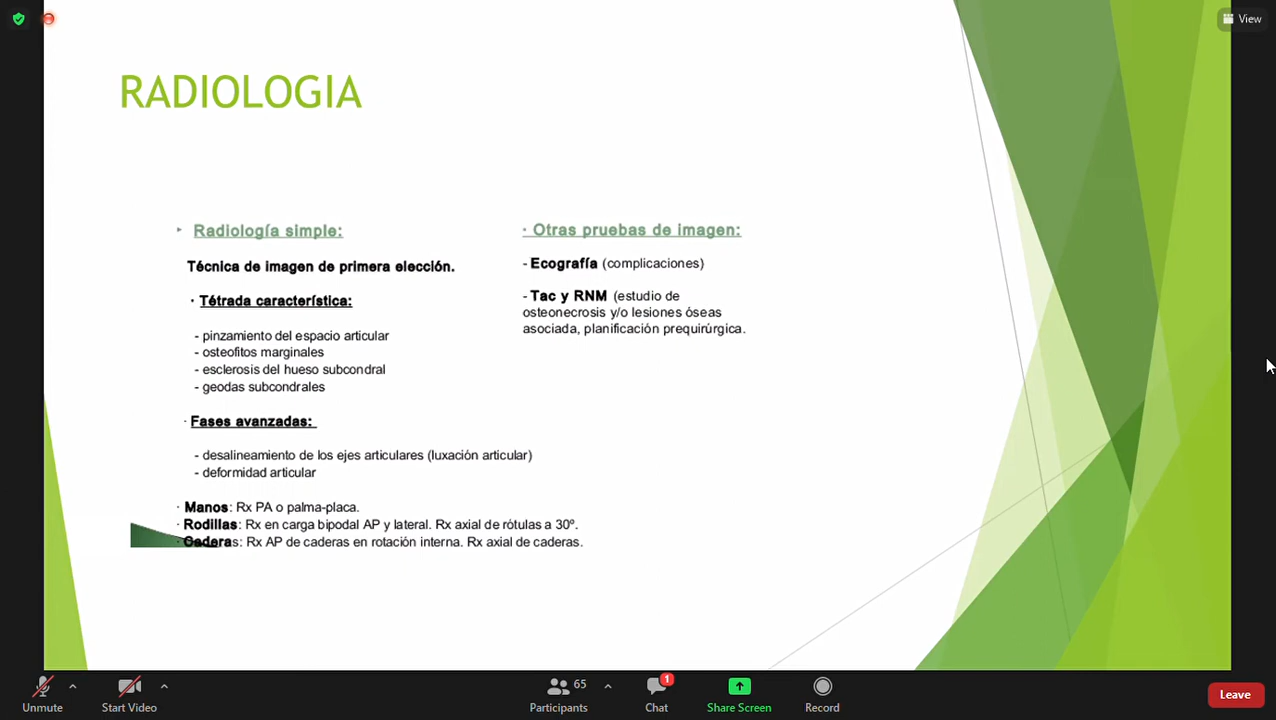 View
RADIOLOGIA
Radiología simple:
Técnica de imagen de primera elección.
· Tétrada característica:
- pinzamiento del espacio articular
- osteofitos marginales
- esclerosis del hueso subcondral
- geodas subcondrales
· Fases avanzadas:
- desalineamiento de los ejes articulares (luxación articular)
- deformidad articular
· Manos: Rx PA o palma-placa.
· Rodillas: Rx en carga bipodal AP y lateral. Rx axial de rótulas a 30º.
· Caderas: Rx AP de caderas en rotación interna. Rx axial de caderas.
· Otras pruebas de imagen:
- Ecografía (complicaciones)
- Tac y RNM (estudio de
osteonecrosis y/o lesiones óseas
asociada, planificación prequirúrgica.
Unmute
Start Video
65
Participants
1
Chat
Share Screen
Record
Leave